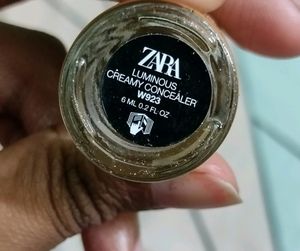 ZARA
LUMINOUS
CREAMY CONCEALER
W923
6 ML 0.2 FL OZ